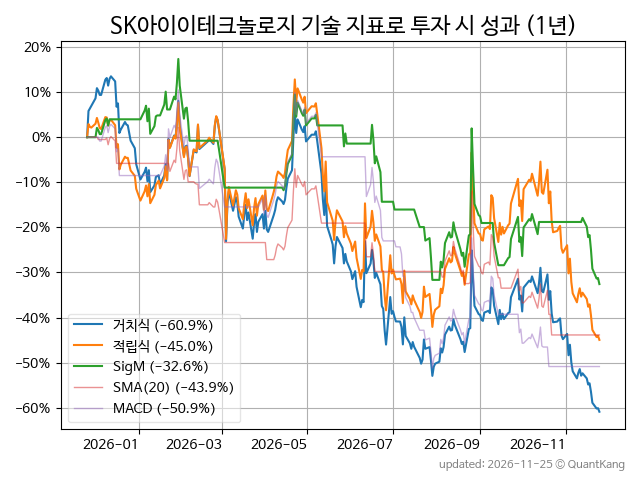 SK아이이테크놀로지 기술 지표로 투자 시 성과 (1년)
20%
10%
0%
−10%
−20%
−30%
−40%
−50%
−60%
거치식 (−60.9%)
적립식 (−45.0%)
SigM (−32.6%)
SMA(20) (−43.9%)
MACD (−50.9%)
2026-01 2026-03 2026-05 2026-07 2026-09 2026-11
updated: 2026-11-25 © QuantKang